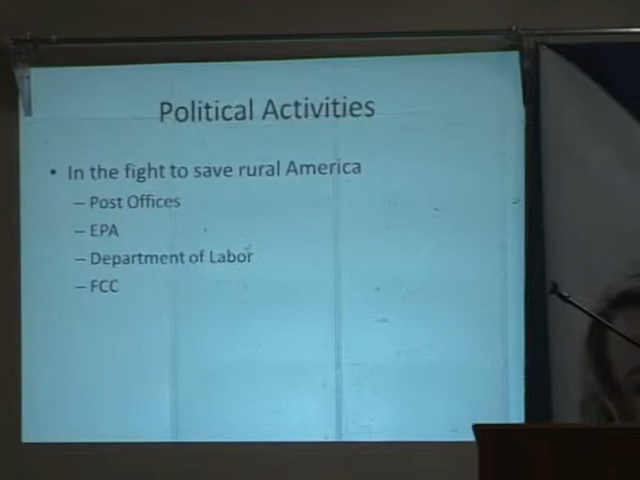 Political Activities
• In the fight to save rural America
– Post Offices
– EPA
– Department of Labor
– FCC